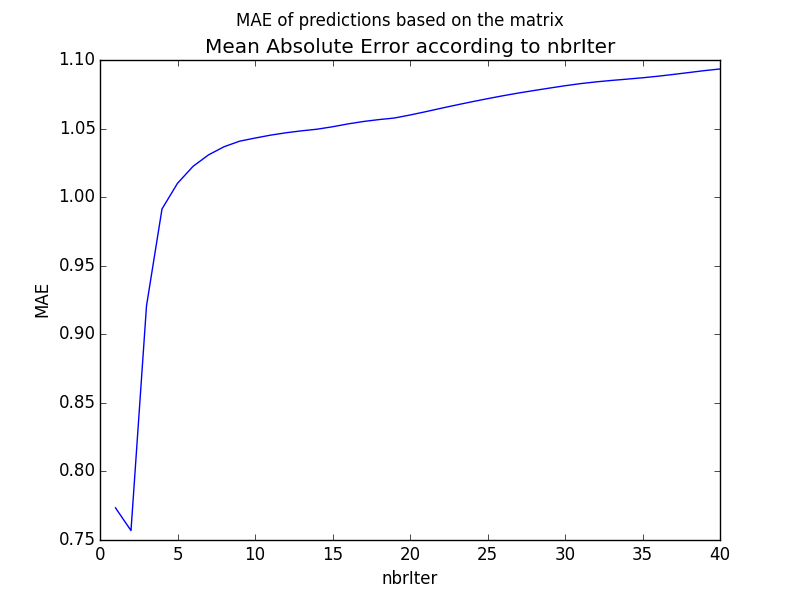 MAE of predictions based on the matrix
Mean Absolute Error according to nbrIter
1.10
1.05
1.00
0.95
0.90
0.85
0.80
0.75
MAE
0 5 10 15 20 25 30 35 40
nbrIter